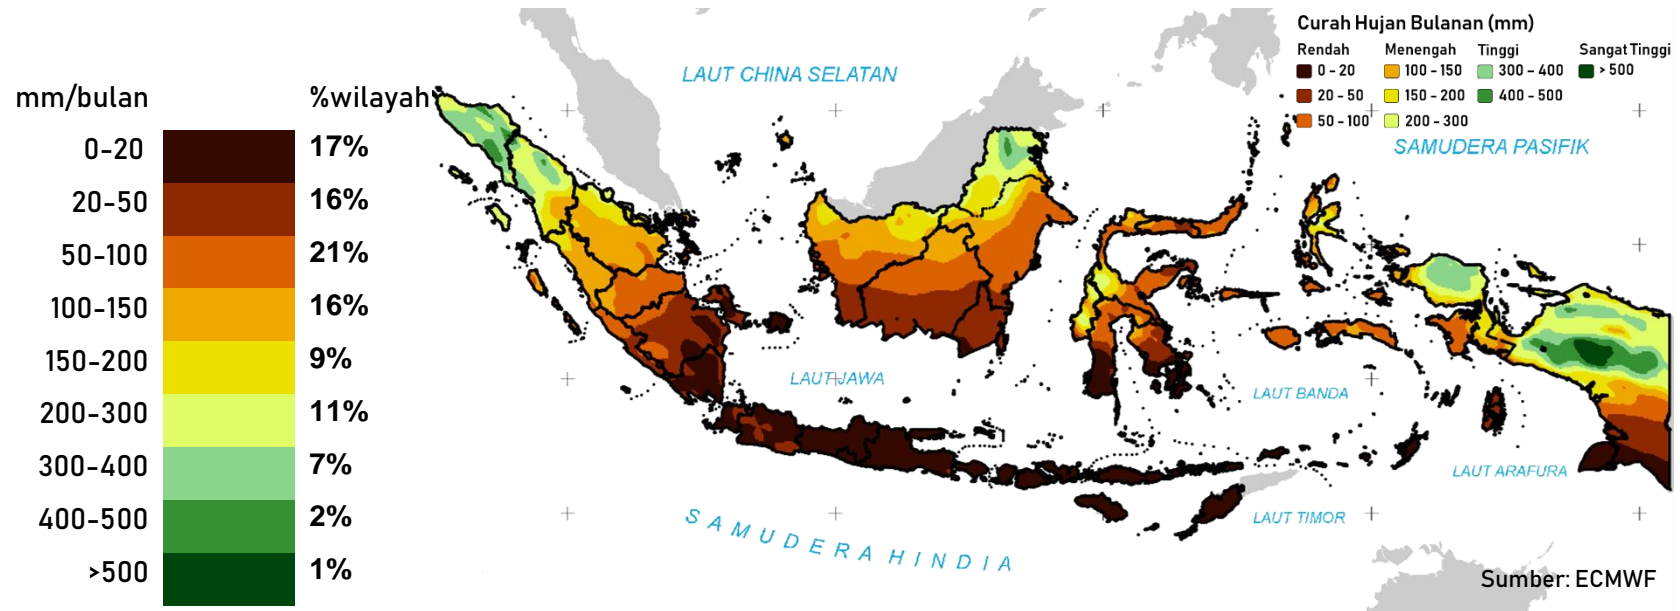 mm/bulan %wilayah
0-20 17%
20-50 16%
50-100 21%
100-150 16%
150-200 9%
200-300 11%
300-400 7%
400-500 2%
>500 1%
LAUT CHINA SELATAN
Curah Hujan Bulanan (mm)
Rendah Menengah Tinggi Sangat Tinggi
0 - 20 100 - 150 300 - 400 > 500
20 - 50 150 - 200 400 - 500
50 - 100 200 - 300
SAMUDERA PASIFIK
LAUT JAWA
LAUT BANDA
LAUT ARAFURA
LAUT TIMOR
SAMUDERA HINDIA
Sumber: ECMWF